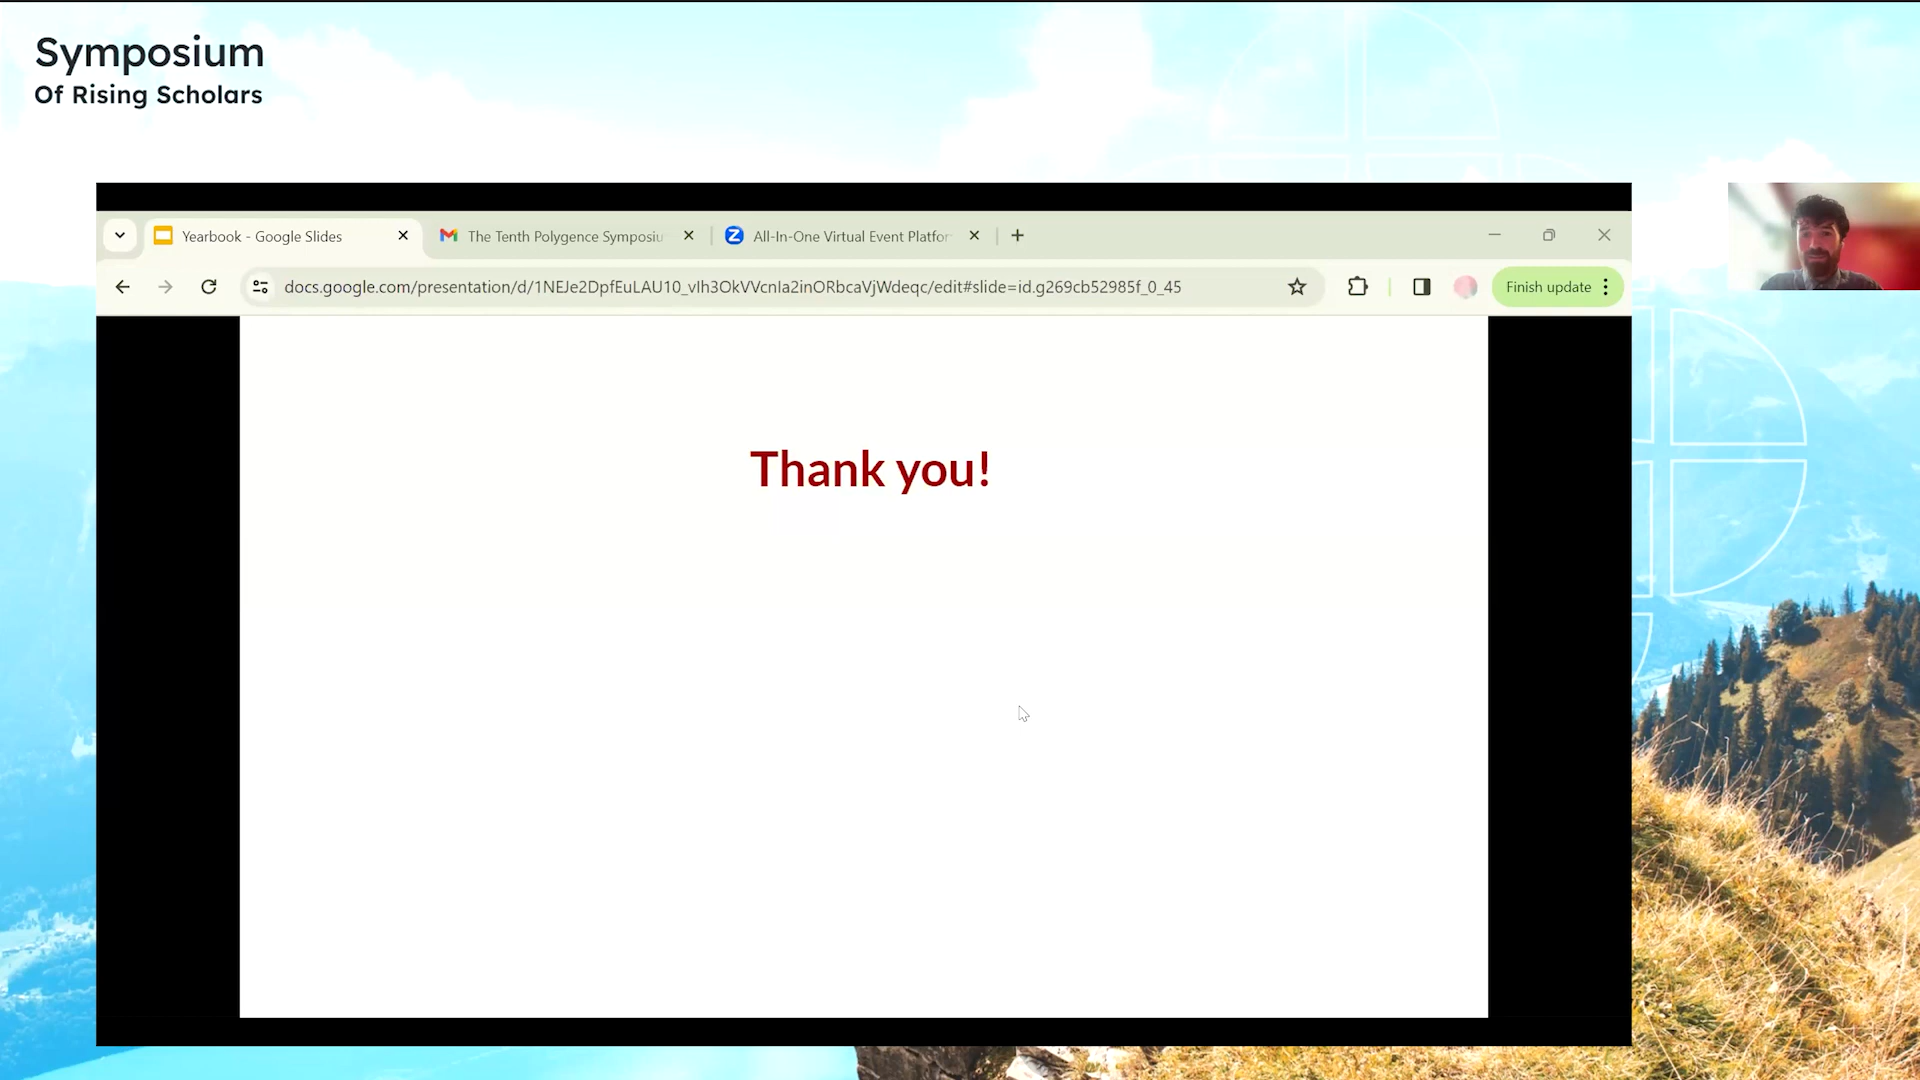 Symposium
Of Rising Scholars
Yearbook - Google Slides
The Tenth Polygence Symposiu
All-In-One Virtual Event Platfor
docs.google.com/presentation/d/1NEJe2DpfEuLAU10_vIh3OkVVcnIa2inORbcaVjWdeqc/edit#slide=id.g269cb52985f_0_45
Finish update
Thank you!